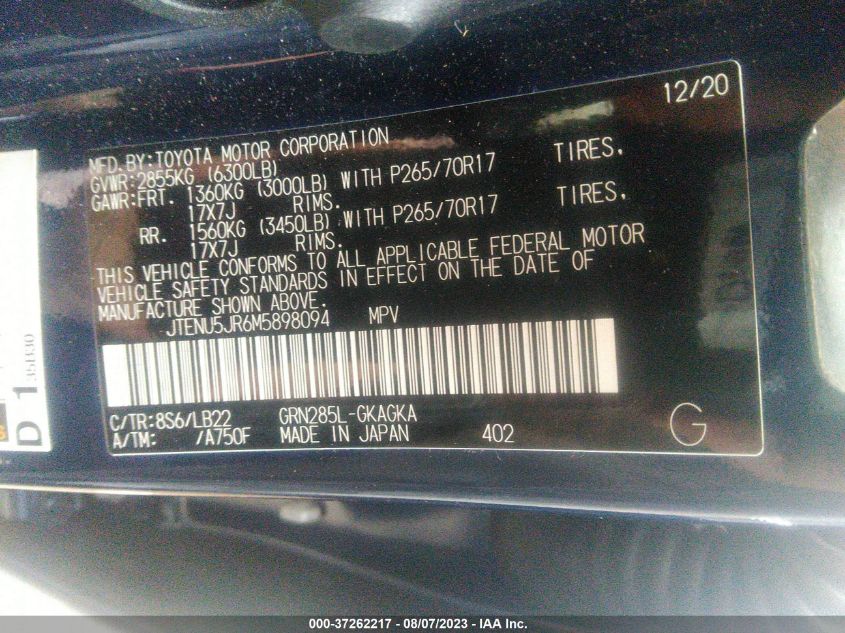 12/20
MFD. BY:TOYOTA MOTOR CORPORATION
GVWR:2855KG (6300LB)
GAWR:FRT. 1360KG (3000LB) WITH P265/70R17 TIRES,
17X7J RIMS.
RR. 1560KG (3450LB) WITH P265/70R17 TIRES,
17X7J RIMS.
THIS VEHICLE CONFORMS TO ALL APPLICABLE FEDERAL MOTOR
VEHICLE SAFETY STANDARDS IN EFFECT ON THE DATE OF
MANUFACTURE SHOWN ABOVE.
JTENU5JR6M5898094 MPV
C/TR:8S6/LB22 GRN285L-GKAGKA
A/TM: /A750F MADE IN JAPAN 402
G
D 1 35B30
000-37262217 - 08/07/2023 - IAA Inc.